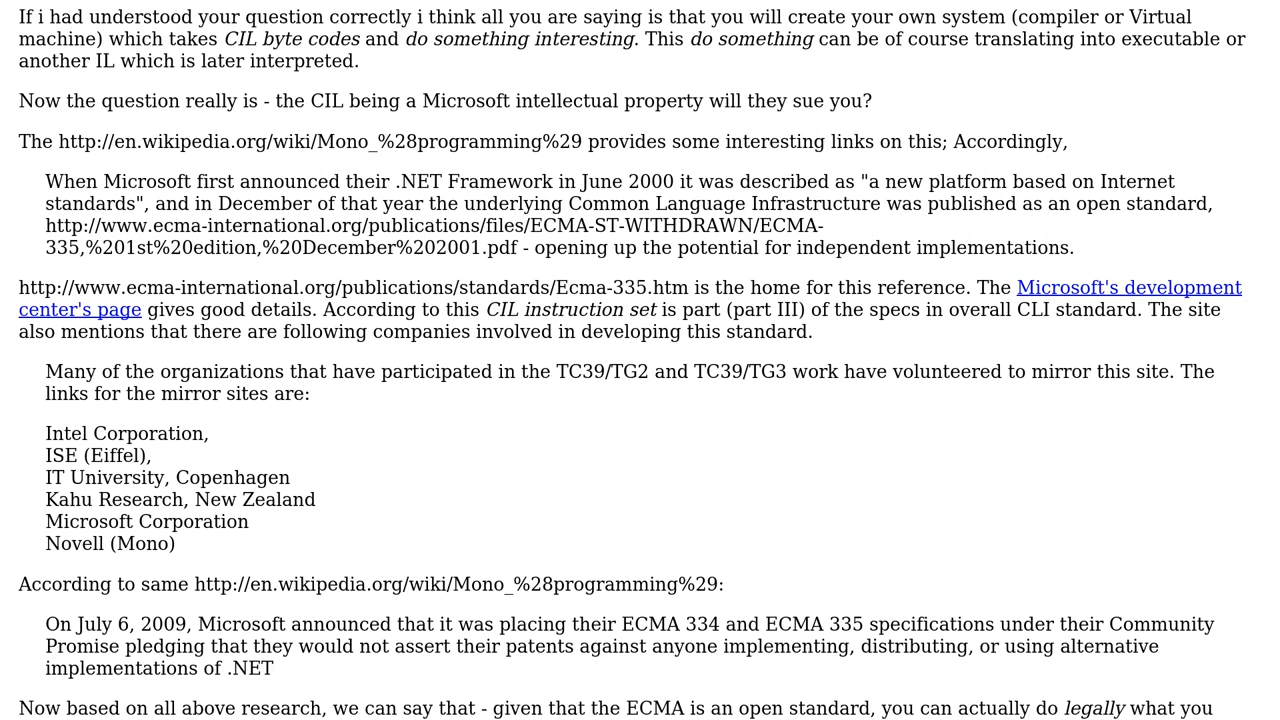 If i had understood your question correctly i think all you are saying is that you will create your own system (compiler or Virtual
machine) which takes CIL byte codes and do something interesting. This do something can be of course translating into executable or
another IL which is later interpreted.
Now the question really is - the CIL being a Microsoft intellectual property will they sue you?
The http://en.wikipedia.org/wiki/Mono_%28programming%29 provides some interesting links on this; Accordingly,
When Microsoft first announced their .NET Framework in June 2000 it was described as "a new platform based on Internet
standards", and in December of that year the underlying Common Language Infrastructure was published as an open standard,
http://www.ecma-international.org/publications/files/ECMA-ST-WITHDRAWN/ECMA-
335,%201st%20edition,%20December%202001.pdf - opening up the potential for independent implementations.
http://www.ecma-international.org/publications/standards/Ecma-335.htm is the home for this reference. The Microsoft's development
center's page gives good details. According to this CIL instruction set is part (part III) of the specs in overall CLI standard. The site
also mentions that there are following companies involved in developing this standard.
Many of the organizations that have participated in the TC39/TG2 and TC39/TG3 work have volunteered to mirror this site. The
links for the mirror sites are:
Intel Corporation,
ISE (Eiffel),
IT University, Copenhagen
Kahu Research, New Zealand
Microsoft Corporation
Novell (Mono)
According to same http://en.wikipedia.org/wiki/Mono_%28programming%29:
On July 6, 2009, Microsoft announced that it was placing their ECMA 334 and ECMA 335 specifications under their Community
Promise pledging that they would not assert their patents against anyone implementing, distributing, or using alternative
implementations of .NET
Now based on all above research, we can say that - given that the ECMA is an open standard, you can actually do legally what you